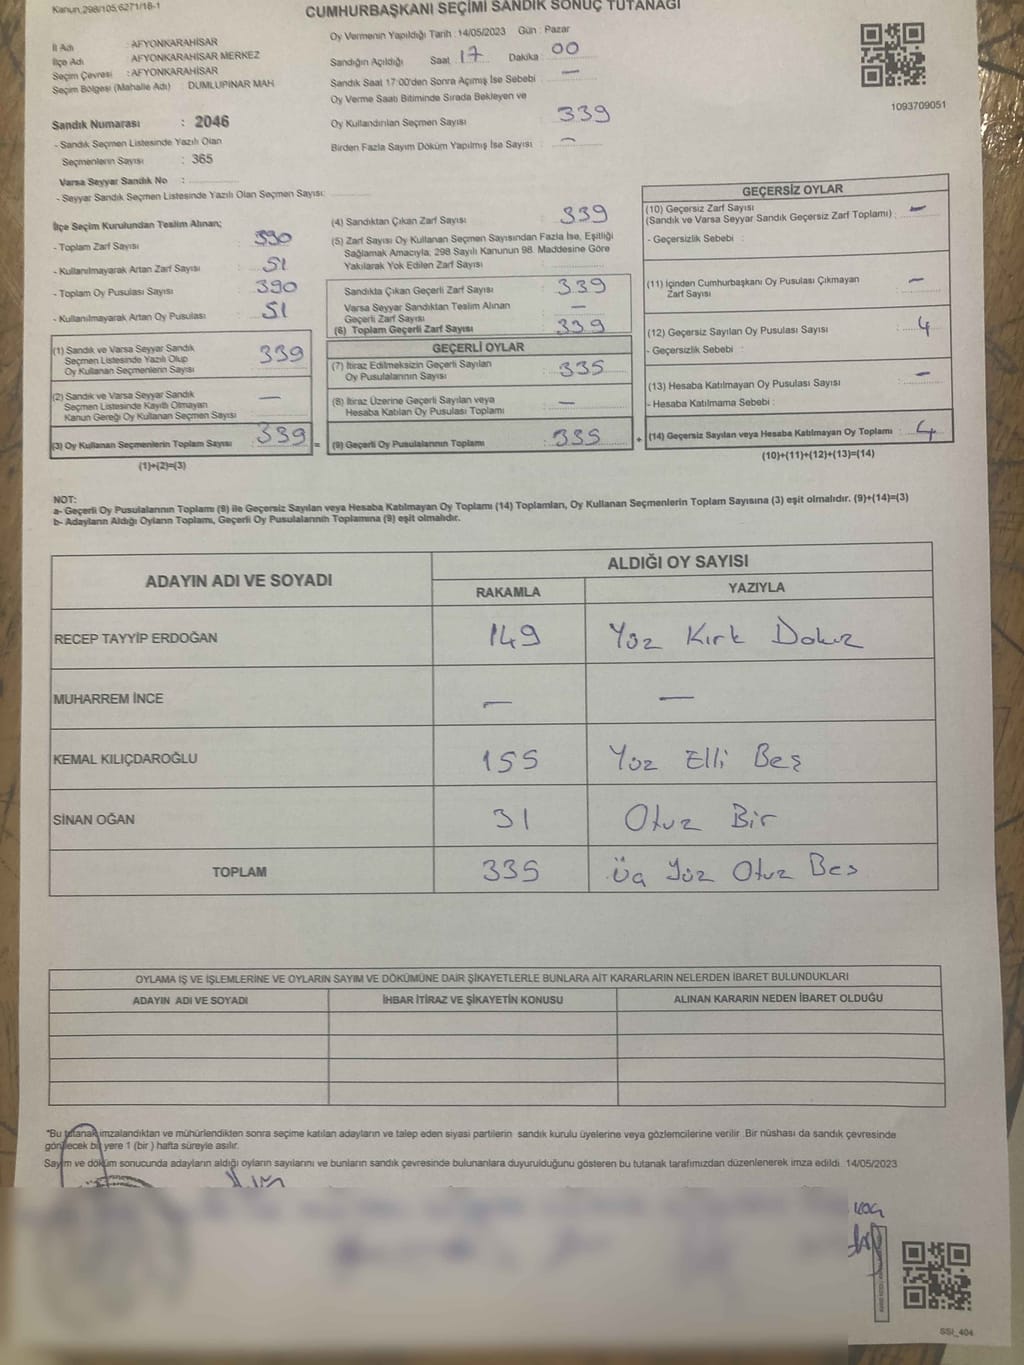 Kanun,298/105,6271/16-1
CUMHURBAŞKANI SEÇİMİ SANDIK SONUÇ TUTANAĞI
İl Adı : AFYONKARAHİSAR
İlçe Adı AFYONKARAHİSAR MERKEZ
Seçim Çevresi : AFYONKARAHİSAR
Seçim Bölgesi (Mahalle Adı) : DUMLUPINAR MAH
Sandık Numarası : 2046
- Sandık Seçmen Listesinde Yazılı Olan
Seçmenlerin Sayısı : 365
Varsa Seyyar Sandık No :
- Seyyar Sandık Seçmen Listesinde Yazılı Olan Seçmen Sayısı:
Oy Vermenin Yapıldığı Tarih :14/05/2023 Gün : Pazar
Sandığın Açıldığı Saat 17 Dakika 00
Sandık Saat 17:00'den Sonra Açımış İse Sebebi : —
Oy Verme Saati Bitiminde Sırada Bekleyen ve
Oy Kullandırılan Seçmen Sayısı : 339
Birden Fazla Sayım Döküm Yapılmış İse Sayısı : —
1093709051
İlçe Seçim Kurulundan Teslim Alınan;
- Toplam Zarf Sayısı : 390
- Kullanılmayarak Artan Zarf Sayısı : 51
- Toplam Oy Pusulası Sayısı : 390
- Kullanılmayarak Artan Oy Pusulası : 51
(1) Sandık ve Varsa Seyyar Sandık
Seçmen Listesinde Yazılı Olup
Oy Kullanan Seçmenlerin Sayısı : 339
(2) Sandık ve Varsa Seyyar Sandık
Seçmen Listesinde Kayıtlı Olmayan
Kanun Gereği Oy Kullanan Seçmen Sayısı : —
(3) Oy Kullanan Seçmenlerin Toplam Sayısı : 339 =
(1)+(2)=(3)
(4) Sandıktan Çıkan Zarf Sayısı : 339
(5) Zarf Sayısı Oy Kullanan Seçmen Sayısından Fazla İse, Eşitliği
Sağlamak Amacıyla; 298 Sayılı Kanunun 98. Maddesine Göre
Yakılarak Yok Edilen Zarf Sayısı :
Sandıkta Çıkan Geçerli Zarf Sayısı : 339
Varsa Seyyar Sandıktan Teslim Alınan
Geçerli Zarf Sayısı : —
(6) Toplam Geçerli Zarf Sayısı : 339
GEÇERLİ OYLAR
(7) İtiraz Edilmeksizin Geçerli Sayılan
Oy Pusulalarının Sayısı : 335
(8) İtiraz Üzerine Geçerli Sayılan veya
Hesaba Katılan Oy Pusulası Toplamı : —
(9) Geçerli Oy Pusulalarının Toplamı : 335 +
GEÇERSİZ OYLAR
(10) Geçersiz Zarf Sayısı
(Sandık ve Varsa Seyyar Sandık Geçersiz Zarf Toplamı) : —
- Geçersizlik Sebebi :
(11) İçinden Cumhurbaşkanı Oy Pusulası Çıkmayan
Zarf Sayısı : —
(12) Geçersiz Sayılan Oy Pusulası Sayısı : 4
- Geçersizlik Sebebi :
(13) Hesaba Katılmayan Oy Pusulası Sayısı : —
- Hesaba Katılmama Sebebi :
(14) Geçersiz Sayılan veya Hesaba Katılmayan Oy Toplamı : 4
(10)+(11)+(12)+(13)=(14)
NOT:
a- Geçerli Oy Pusulalarının Toplamı (9) ile Geçersiz Sayılan veya Hesaba Katılmayan Oy Toplamı (14) Toplamları, Oy Kullanan Seçmenlerin Toplam Sayısına (3) eşit olmalıdır. (9)+(14)=(3)
b- Adayların Aldığı Oyların Toplamı, Geçerli Oy Pusulalarının Toplamına (9) eşit olmalıdır.
ADAYIN ADI VE SOYADI
ALDIĞI OY SAYISI
RAKAMLA YAZIYLA
RECEP TAYYİP ERDOĞAN 149 Yüz Kırk Dokuz
MUHARREM İNCE — —
KEMAL KILIÇDAROĞLU 155 Yüz Elli Beş
SİNAN OĞAN 31 Otuz Bir
TOPLAM 335 Üç Yüz Otuz Bes
OYLAMA İŞ VE İŞLEMLERİNE VE OYLARIN SAYIM VE DÖKÜMÜNE DAİR ŞİKAYETLERLE BUNLARA AİT KARARLARIN NELERDEN İBARET BULUNDUKLARI
ADAYIN ADI VE SOYADI İHBAR İTİRAZ VE ŞİKAYETİN KONUSU ALINAN KARARIN NEDEN İBARET OLDUĞU
*Bu tutanak imzalandıktan ve mühürlendikten sonra seçime katılan adayların ve talep eden siyasi partilerin sandık kurulu üyelerine veya gözlemcilerine verilir. Bir nüshası da sandık çevresinde
görülecek bir yere 1 (bir ) hafta süreyle asılır.
Sayım ve döküm sonucunda adayların aldığı oyların sayılarını ve bunların sandık çevresinde bulunanlara duyurulduğunu gösteren bu tutanak tarafımızdan düzenlenerek imza edildi. 14/05/2023
SSI_404